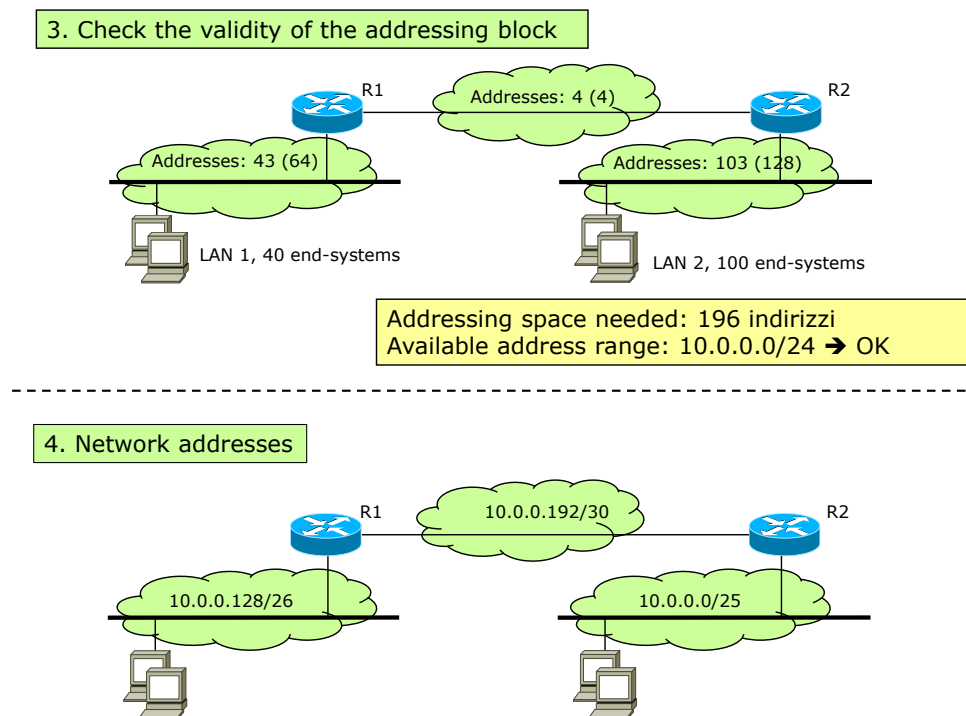 3. Check the validity of the addressing block
R1
Addresses: 4 (4)
R2
Addresses: 43 (64)
Addresses: 103 (128)
LAN 1, 40 end-systems
LAN 2, 100 end-systems
Addressing space needed: 196 indirizzi
Available address range: 10.0.0.0/24 ➔ OK
4. Network addresses
R1
10.0.0.192/30
R2
10.0.0.128/26
10.0.0.0/25